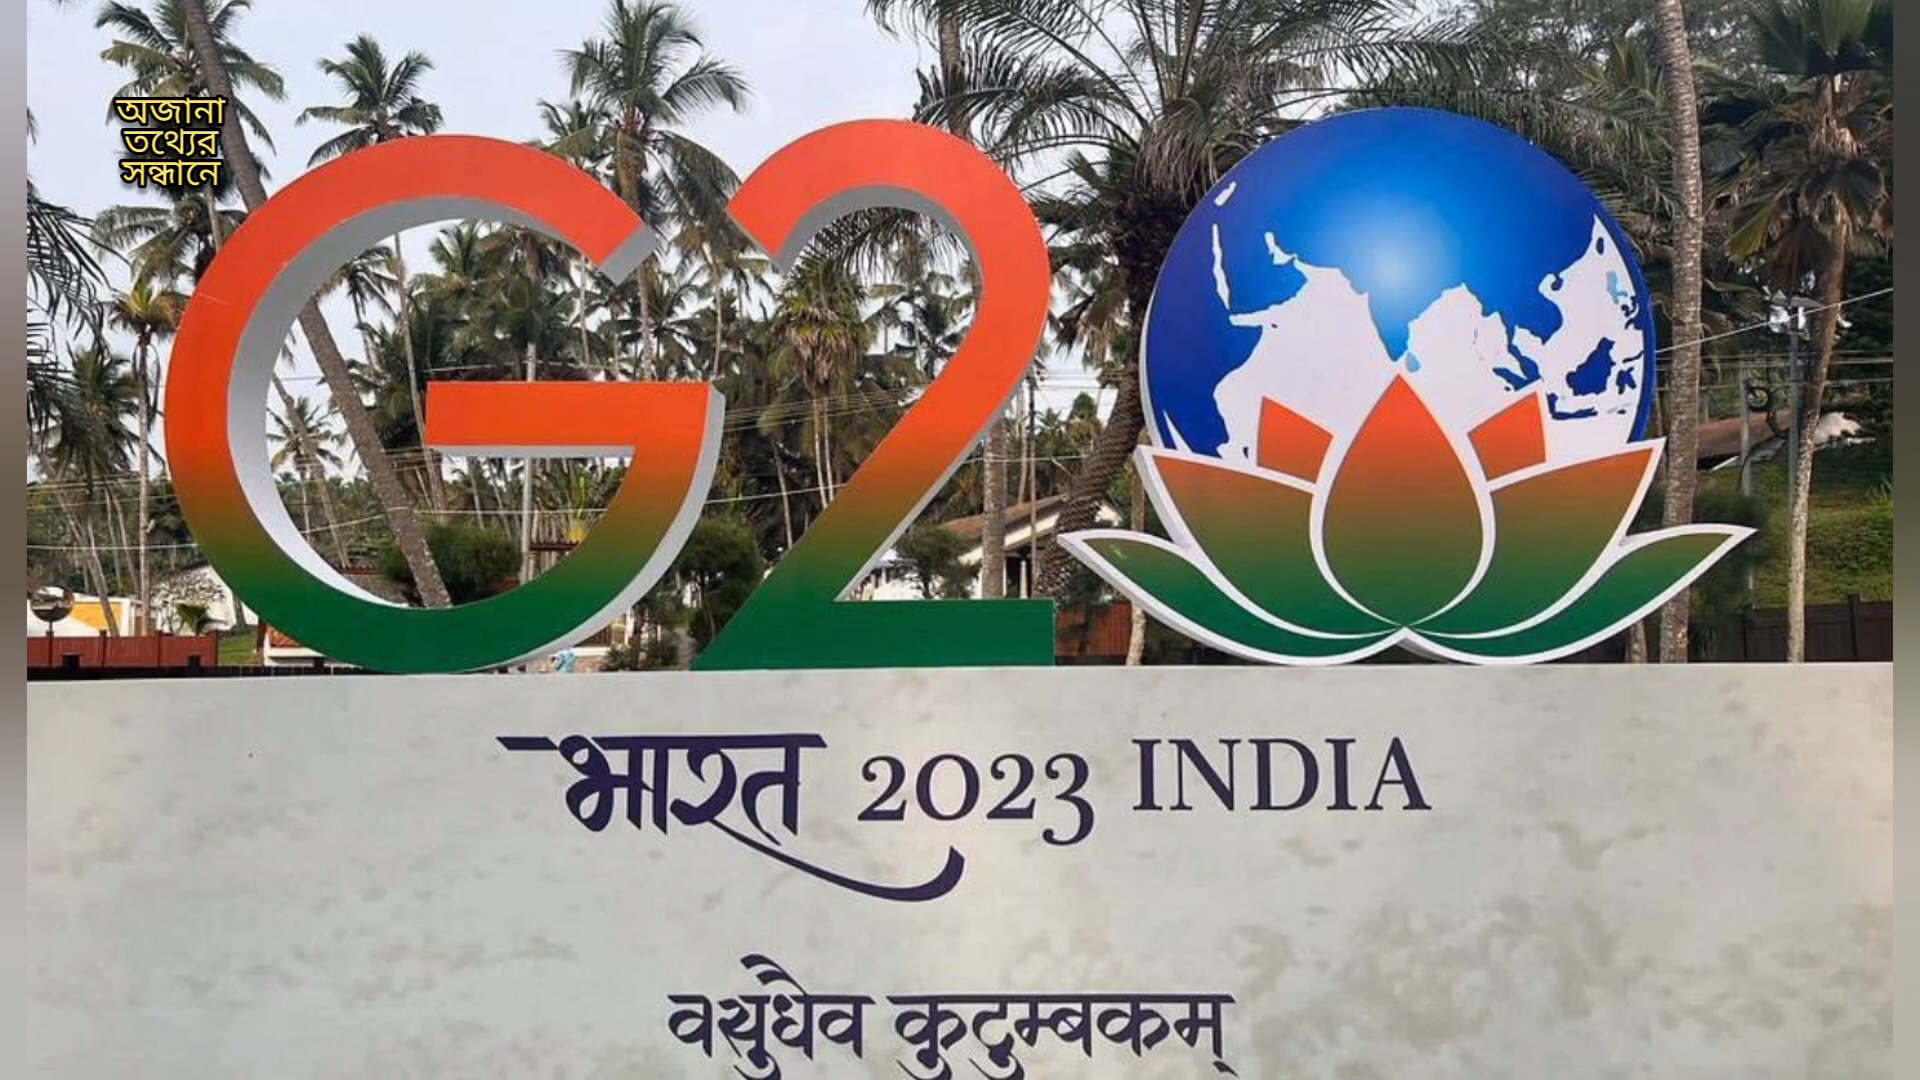 অজানা
তথ্যের
সন্ধানে
G20
भारत 2023 INDIA
वसुधैव कुटुम्बकम्